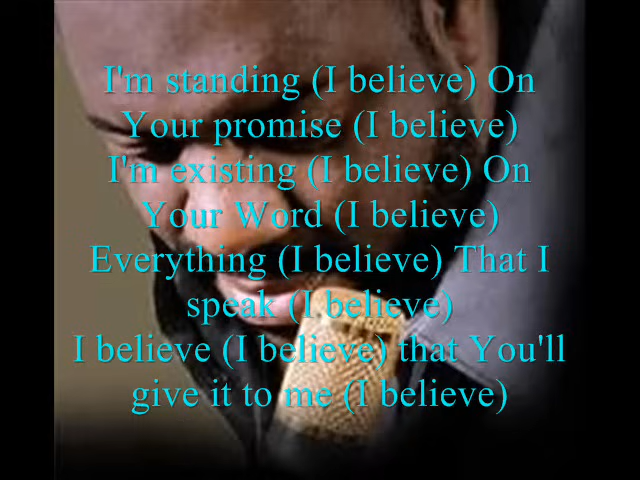 I'm standing (I believe) On
Your promise (I believe)
I'm existing (I believe) On
Your Word (I believe)
Everything (I believe) That I
speak (I believe)
I believe (I believe) that You'll
give it to me (I believe)